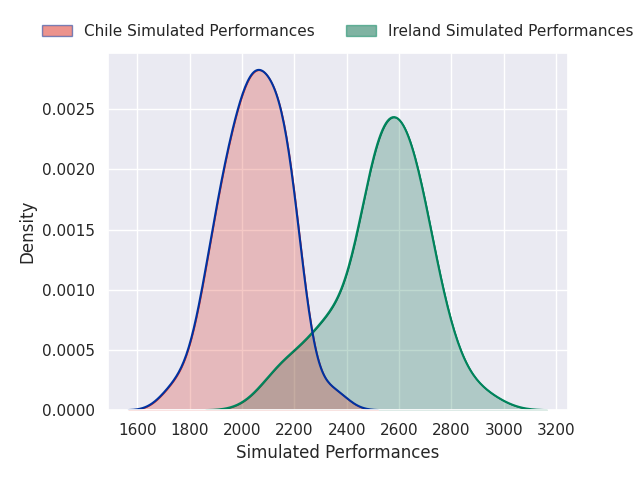 Chile Simulated Performances
Ireland Simulated Performances
Density
0.0025
0.0020
0.0015
0.0010
0.0005
0.0000
1600 1800 2000 2200 2400 2600 2800 3000 3200
Simulated Performances